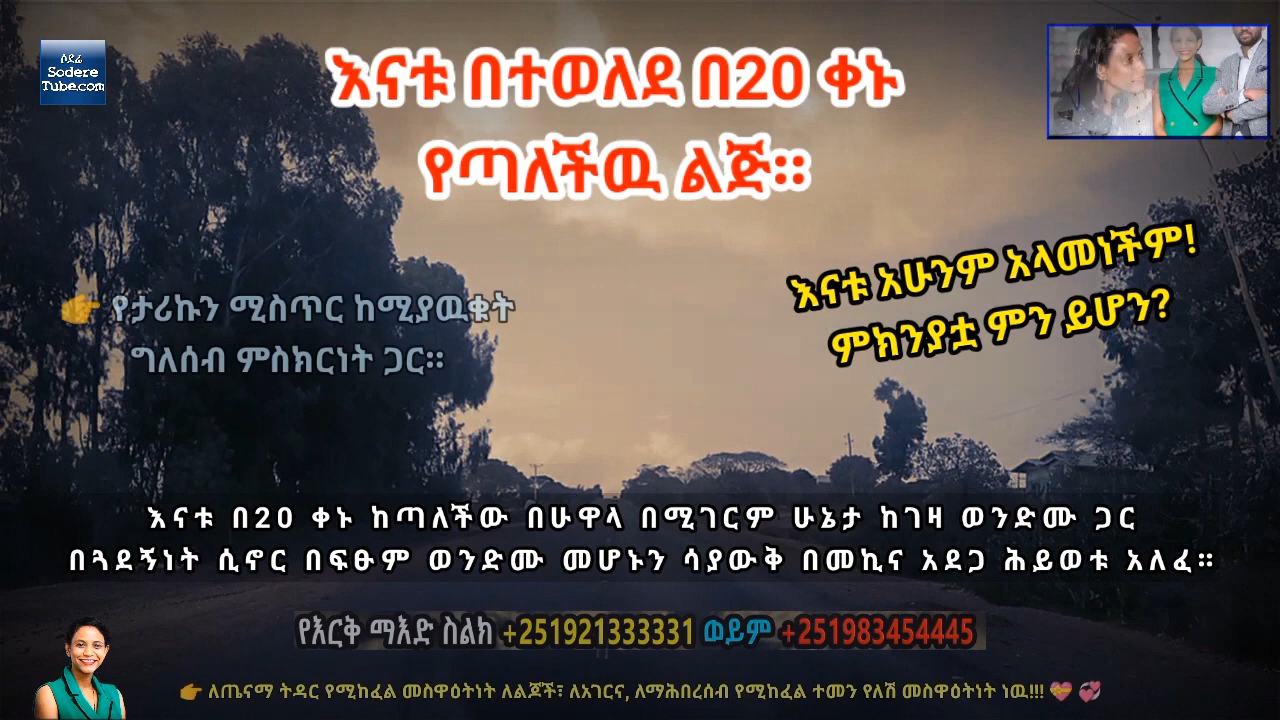 ሶደሬ
Sodere
Tube.com
እናቱ በተወለደ በ20 ቀኑ
የጣለችዉ ልጅ።
እናቱ አሁንም አላመነችም!
ምክንያቷ ምን ይሆን?
👉 የታሪኩን ሚስጥር ከሚያዉቁት
ግለሰብ ምስክርነት ጋር።
እናቱ በ20 ቀኑ ከጣለችው በሁዋላ በሚገርም ሁኔታ ከገዛ ወንድሙ ጋር
በጓደኝነት ሲኖር በፍፁም ወንድሙ መሆኑን ሳያውቅ በመኪና አደጋ ሕይወቱ አለፈ።
የእርቅ ማእድ ስልክ +251921333331 ወይም +251983454445
👉 ለጤናማ ትዳር የሚከፈል መስዋዕትነት ለልጆች፣ ለአገርና, ለማሕበረሰብ የሚከፈል ተመን የለሽ መስዋዕትነት ነዉ!!! 💝 💞